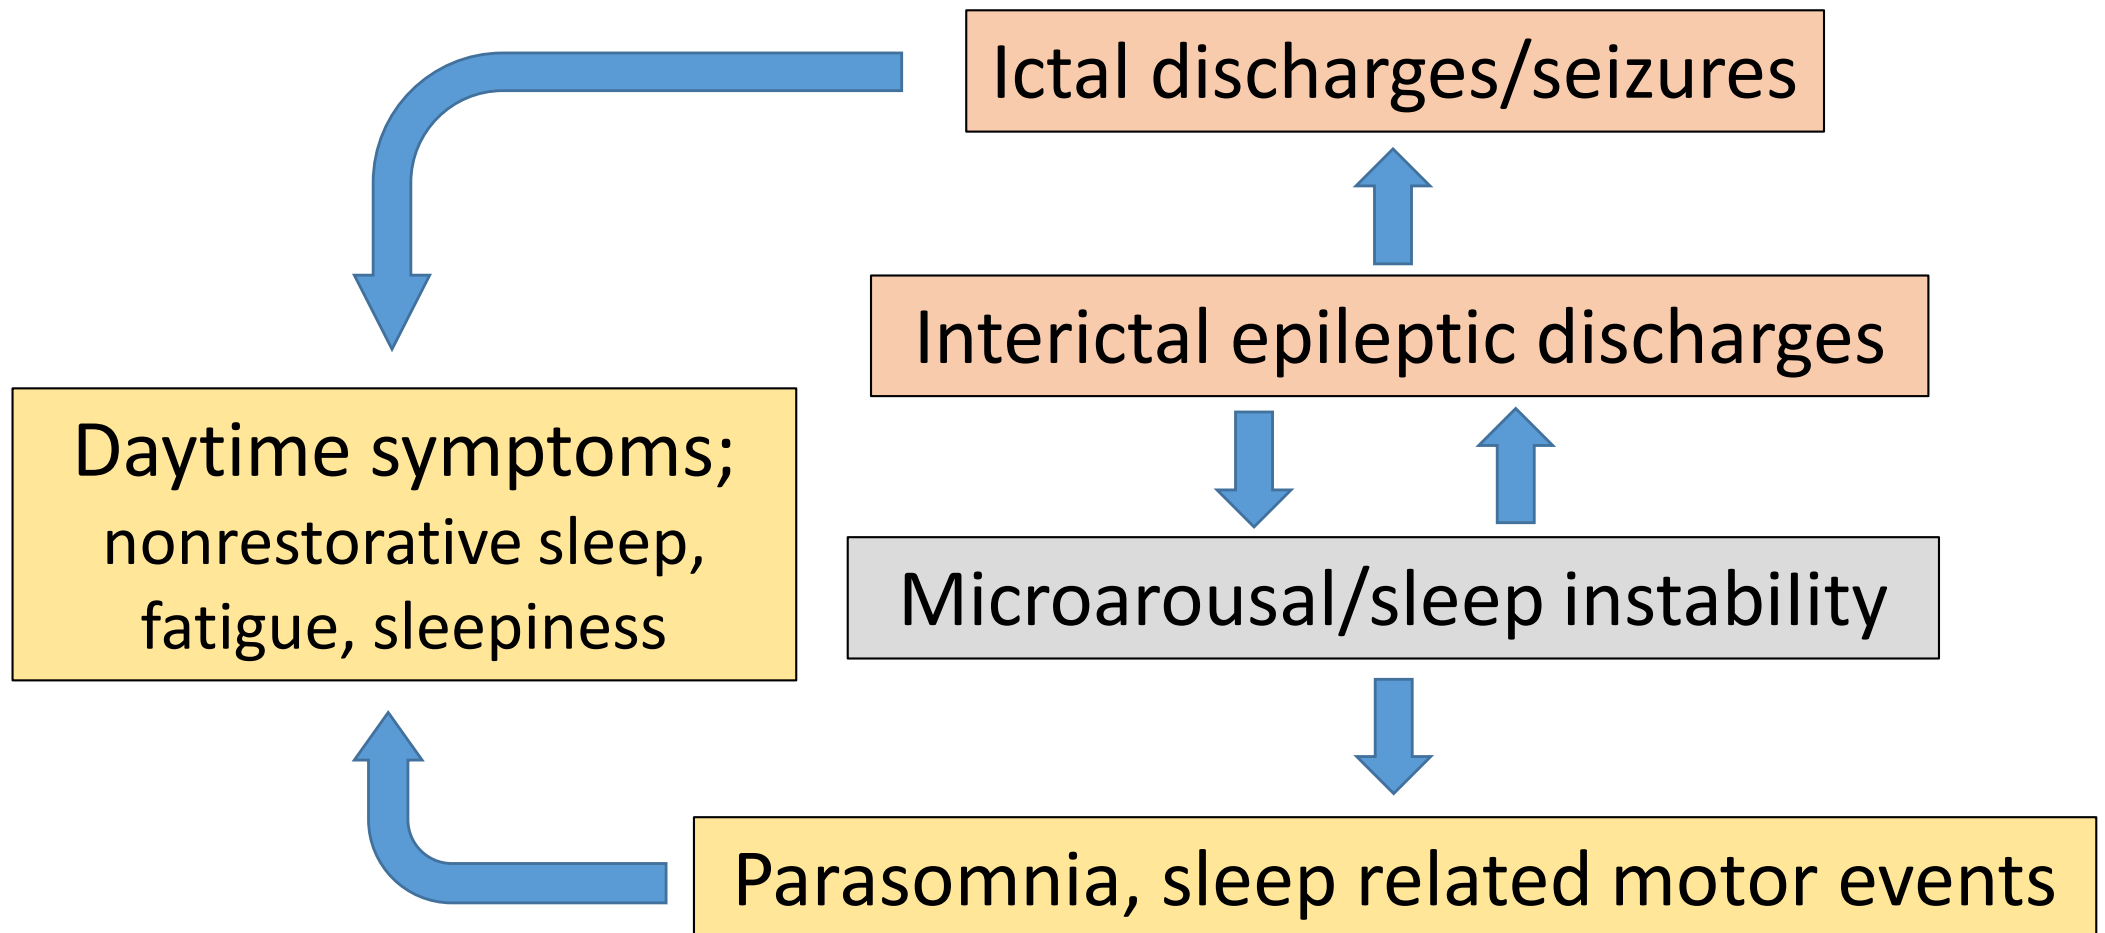 Ictal discharges/seizures
Interictal epileptic discharges
Daytime symptoms;
nonrestorative sleep,
fatigue, sleepiness
Microarousal/sleep instability
Parasomnia, sleep related motor events